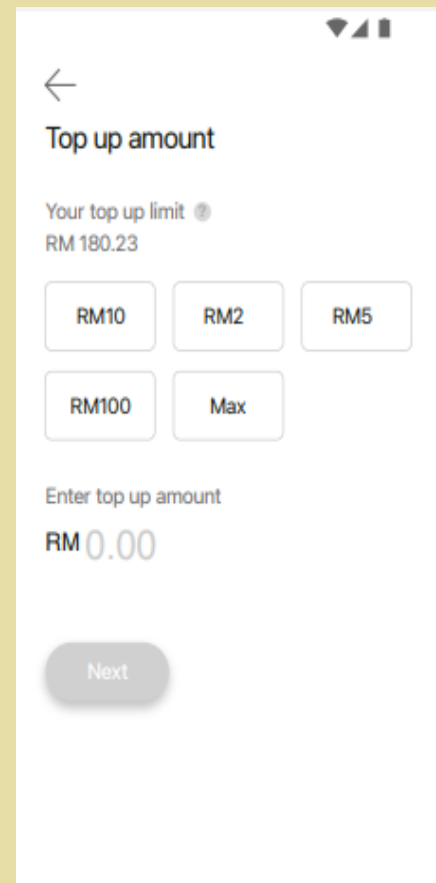 Top up amount
Your top up limit ?
RM 180.23
RM10 RM2 RM5
RM100 Max
Enter top up amount
RM 0.00
Next